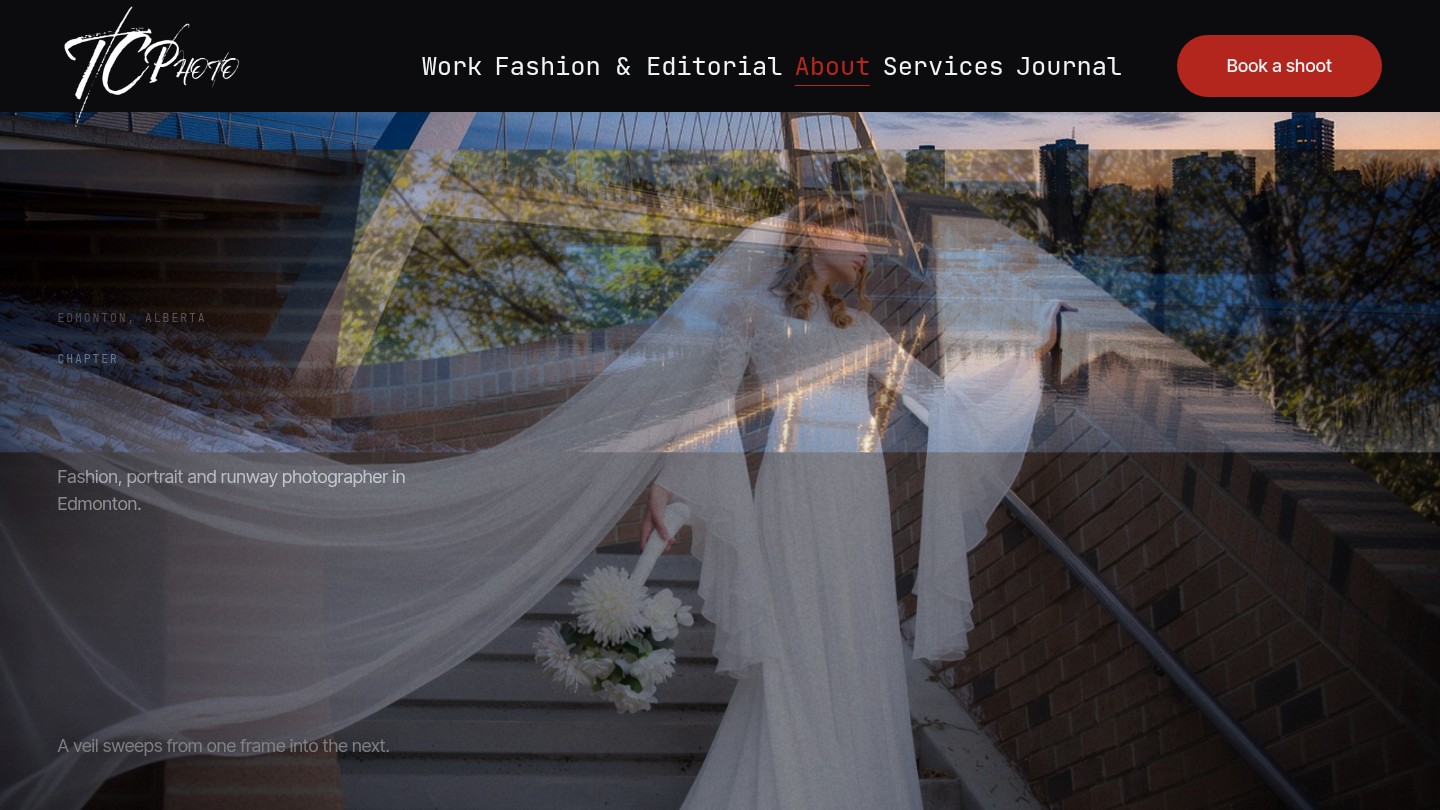 TCPHOTO
Work Fashion & Editorial About Services Journal
Book a shoot
EDMONTON, ALBERTA
CHAPTER
Fashion, portrait and runway photographer in
Edmonton.
A veil sweeps from one frame into the next.